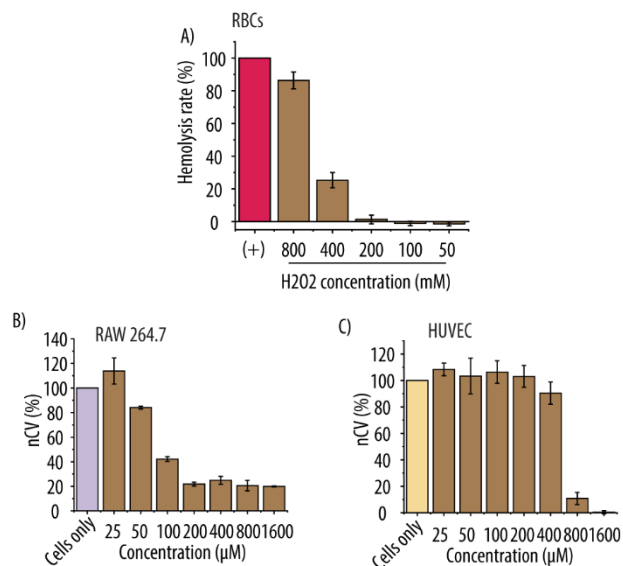 RBCs
A)
Hemolysis rate (%)
100
80
60
40
20
0
(+) 800 400 200 100 50
H2O2 concentration (mM)
B)
RAW 264.7
nCV (%)
140
120
100
80
60
40
20
0
Cells only 25 50 100 200 400 800 1600
Concentration (µM)
C)
HUVEC
nCV (%)
120
100
80
60
40
20
0
Cells only 25 50 100 200 400 800 1600
Concentration (µM)